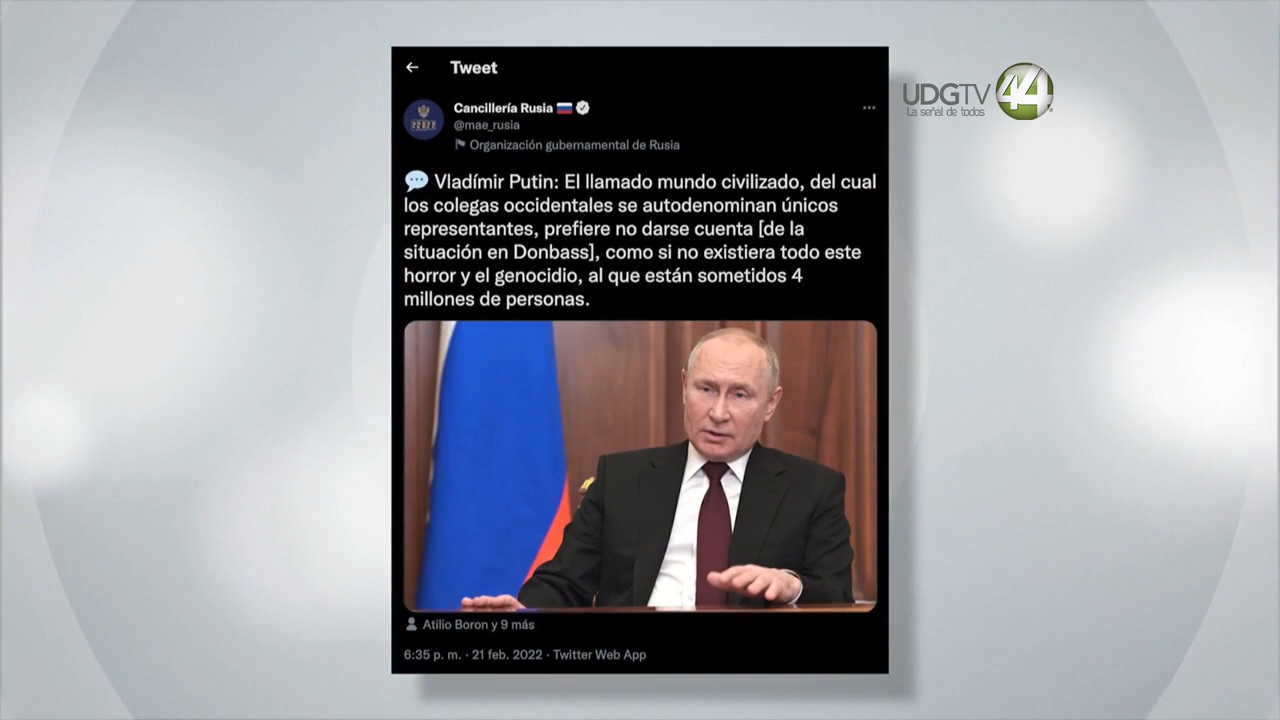 Tweet
Cancillería Rusia
@mae_rusia
Organización gubernamental de Rusia
Vladímir Putin: El llamado mundo civilizado, del cual
los colegas occidentales se autodenominan únicos
representantes, prefiere no darse cuenta [de la
situación en Donbass], como si no existiera todo este
horror y el genocidio, al que están sometidos 4
millones de personas.
Atilio Boron y 9 más
6:35 p. m. · 21 feb. 2022 · Twitter Web App
UDGTV 44
La señal de todos